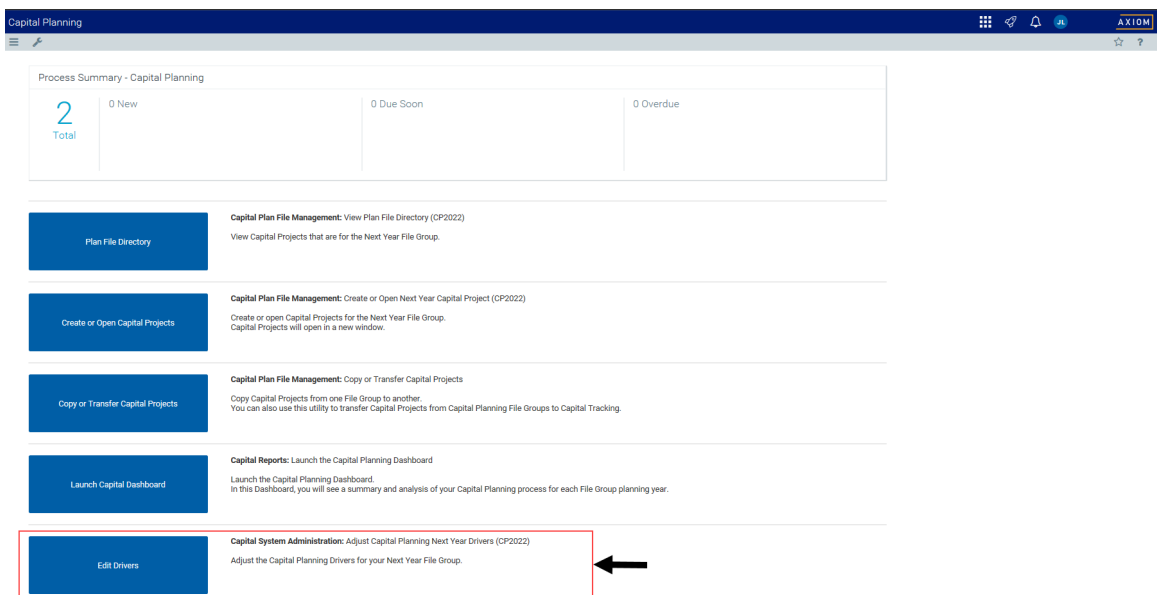 Capital Planning
JL
AXIOM
?
Process Summary - Capital Planning
2
Total
0 New
0 Due Soon
0 Overdue
Plan File Directory
Capital Plan File Management: View Plan File Directory (CP2022)
View Capital Projects that are for the Next Year File Group.
Create or Open Capital Projects
Capital Plan File Management: Create or Open Next Year Capital Project (CP2022)
Create or open Capital Projects for the Next Year File Group.
Capital Projects will open in a new window.
Copy or Transfer Capital Projects
Capital Plan File Management: Copy or Transfer Capital Projects
Copy Capital Projects from one File Group to another.
You can also use this utility to transfer Capital Projects from Capital Planning File Groups to Capital Tracking.
Launch Capital Dashboard
Capital Reports: Launch the Capital Planning Dashboard
Launch the Capital Planning Dashboard.
In this Dashboard, you will see a summary and analysis of your Capital Planning process for each File Group planning year.
Edit Drivers
Capital System Administration: Adjust Capital Planning Next Year Drivers (CP2022)
Adjust the Capital Planning Drivers for your Next Year File Group.